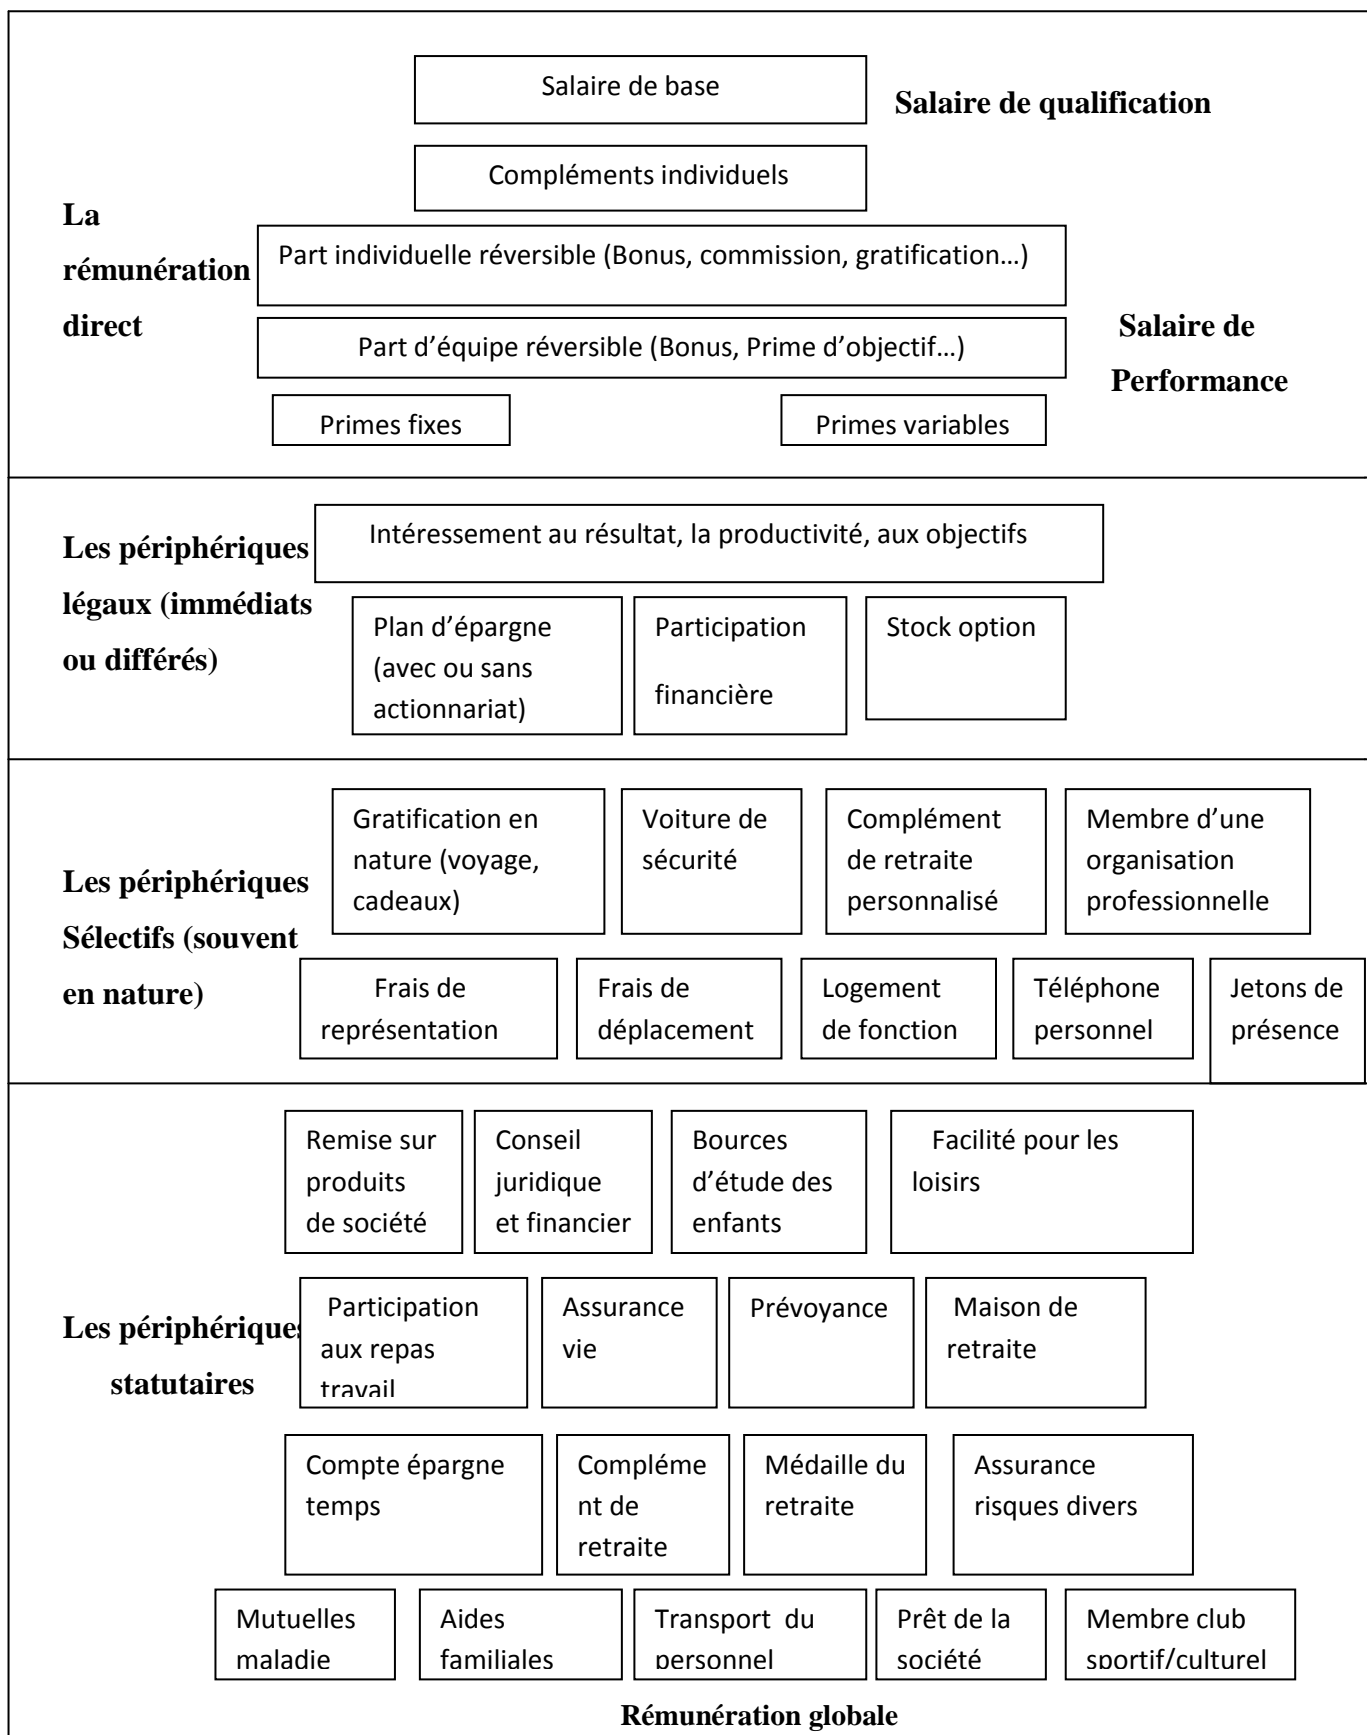 Salaire de base
Salaire de qualification
Compléments individuels
La
rémunération
direct
Part individuelle réversible (Bonus, commission, gratification…)
Part d’équipe réversible (Bonus, Prime d’objectif…)
Salaire de
Performance
Primes fixes
Primes variables
Les périphériques
légaux (immédiats
ou différés)
Intéressement au résultat, la productivité, aux objectifs
Plan d’épargne
(avec ou sans
actionnariat)
Participation
financière
Stock option
Les périphériques
Sélectifs (souvent
en nature)
Gratification en
nature (voyage,
cadeaux)
Voiture de
sécurité
Complément
de retraite
personnalisé
Membre d’une
organisation
professionnelle
Frais de
représentation
Frais de
déplacement
Logement
de fonction
Téléphone
personnel
Jetons de
présence
Les périphériques
statutaires
Remise sur
produits
de société
Conseil
juridique
et financier
Bources
d’étude des
enfants
Facilité pour les
loisirs
Participation
aux repas
travail
Assurance
vie
Prévoyance
Maison de
retraite
Compte épargne
temps
Compléme
nt de
retraite
Médaille du
retraite
Assurance
risques divers
Mutuelles
maladie
Aides
familiales
Transport du
personnel
Prêt de la
société
Membre club
sportif/culturel
Rémunération globale